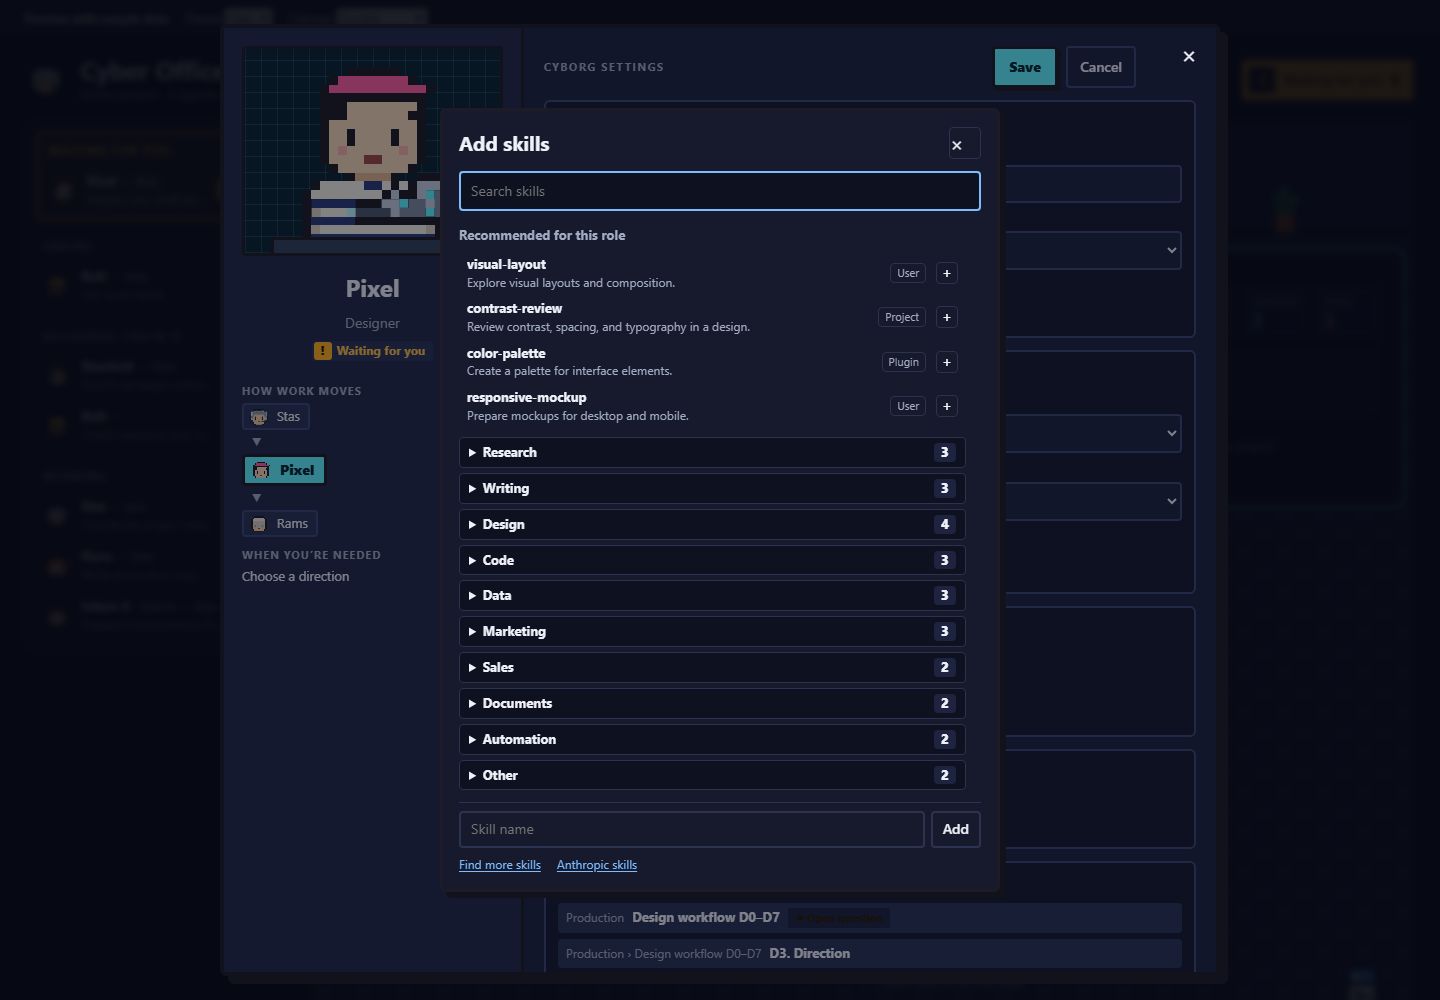 Cyber Office
CYBORG SETTINGS
Save
Cancel
×
Pixel
Designer
! Waiting for you
HOW WORK MOVES
Stas
▼
Pixel
▼
Rams
WHEN YOU'RE NEEDED
Choose a direction
Add skills
×
Search skills
Recommended for this role
visual-layout
Explore visual layouts and composition.
User +
contrast-review
Review contrast, spacing, and typography in a design.
Project +
color-palette
Create a palette for interface elements.
Plugin +
responsive-mockup
Prepare mockups for desktop and mobile.
User +
▶ Research 3
▶ Writing 3
▶ Design 4
▶ Code 3
▶ Data 3
▶ Marketing 3
▶ Sales 2
▶ Documents 2
▶ Automation 2
▶ Other 2
Skill name
Add
Find more skills Anthropic skills
Production Design workflow D0–D7
Production › Design workflow D0–D7 D3. Direction